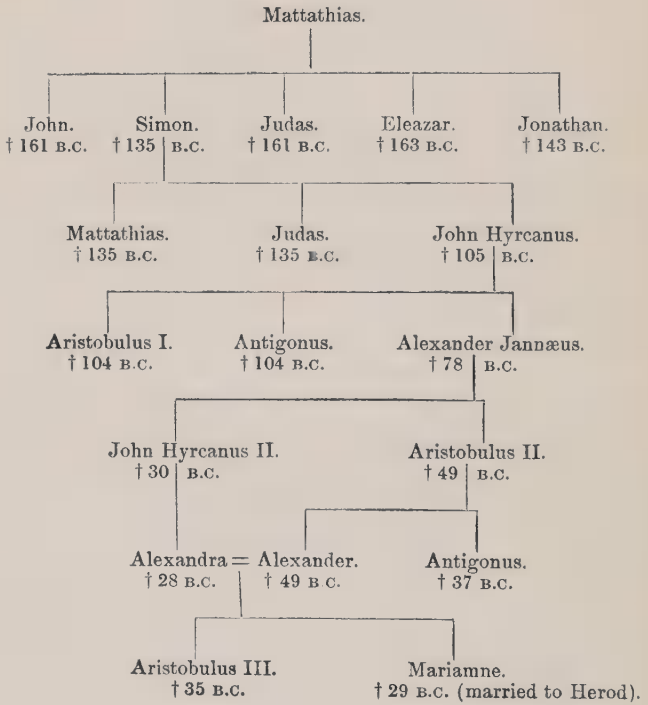 Mattathias.
John. Simon. Judas. Eleazar. Jonathan.
† 161 B.C. † 135 B.C. † 161 B.C. † 163 B.C. † 143 B.C.
Mattathias. Judas. John Hyrcanus.
† 135 B.C. † 135 B.C. † 105 B.C.
Aristobulus I. Antigonus. Alexander Jannæus.
† 104 B.C. † 104 B.C. † 78 B.C.
John Hyrcanus II. Aristobulus II.
† 30 B.C. † 49 B.C.
Alexandra = Alexander. Antigonus.
† 28 B.C. † 49 B.C. † 37 B.C.
Aristobulus III. Mariamne.
† 35 B.C. † 29 B.C. (married to Herod).